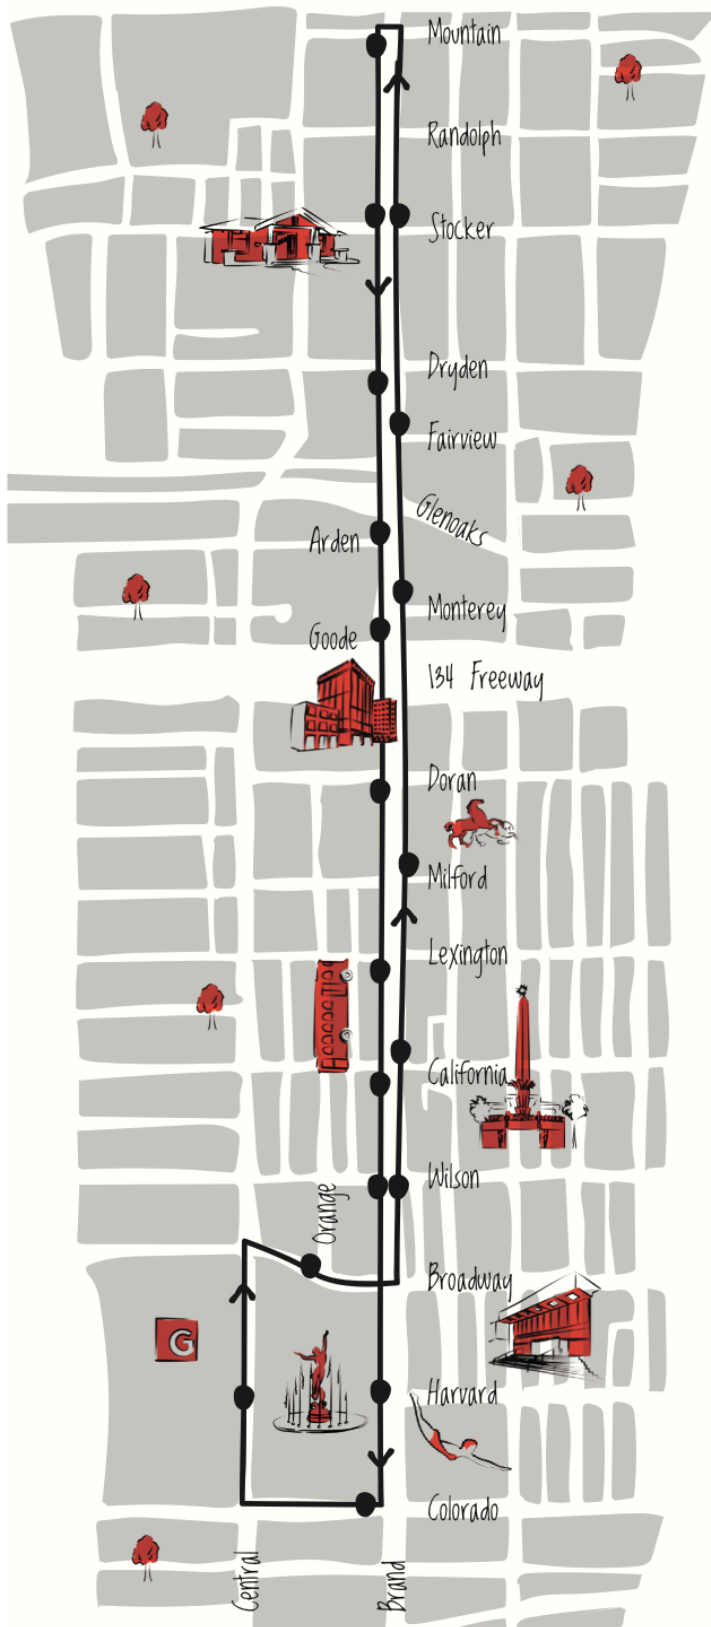 Mountain
Randolph
Stocker
Dryden
Fairview
Glenoaks
Arden
Monterey
Goode
134 Freeway
Doran
Milford
Lexington
California
Wilson
Orange
Broadway
G
Harvard
Colorado
Central
Brand